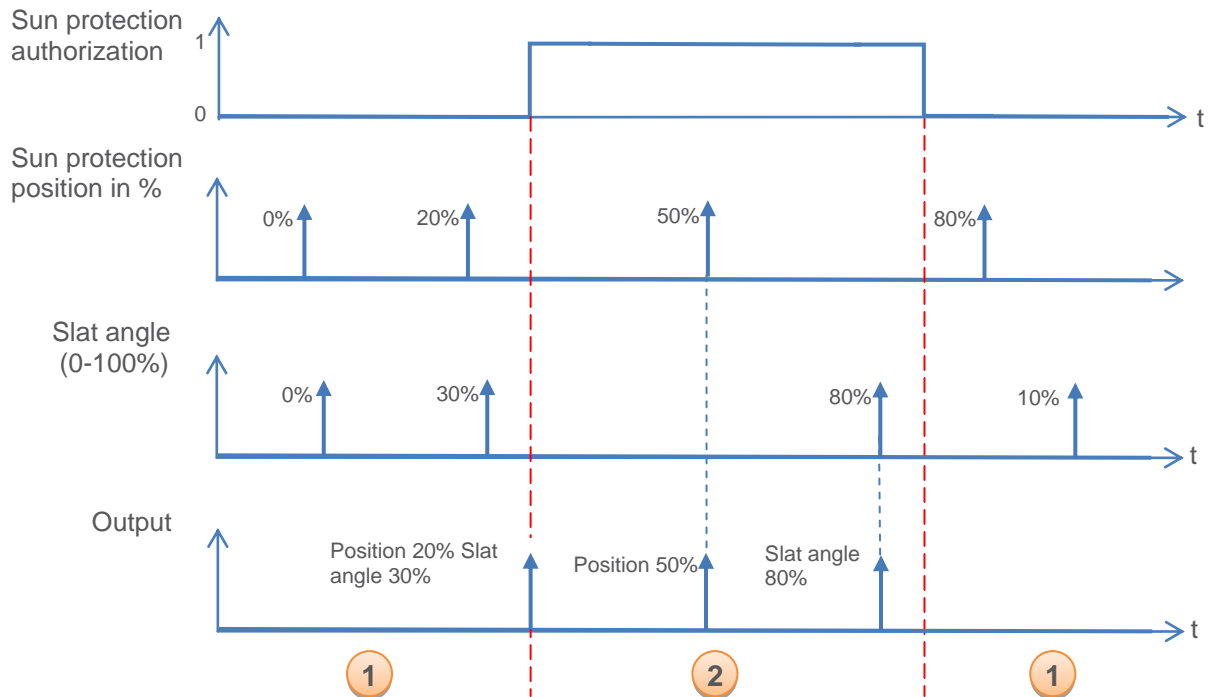 Sun protection
authorization
1
0
t
Sun protection
position in %
0%
20%
50%
80%
Slat angle
(0-100%)
0%
30%
80%
10%
t
Output
Position 20% Slat
angle 30%
Position 50%
Slat angle
80%
t
1
2
1